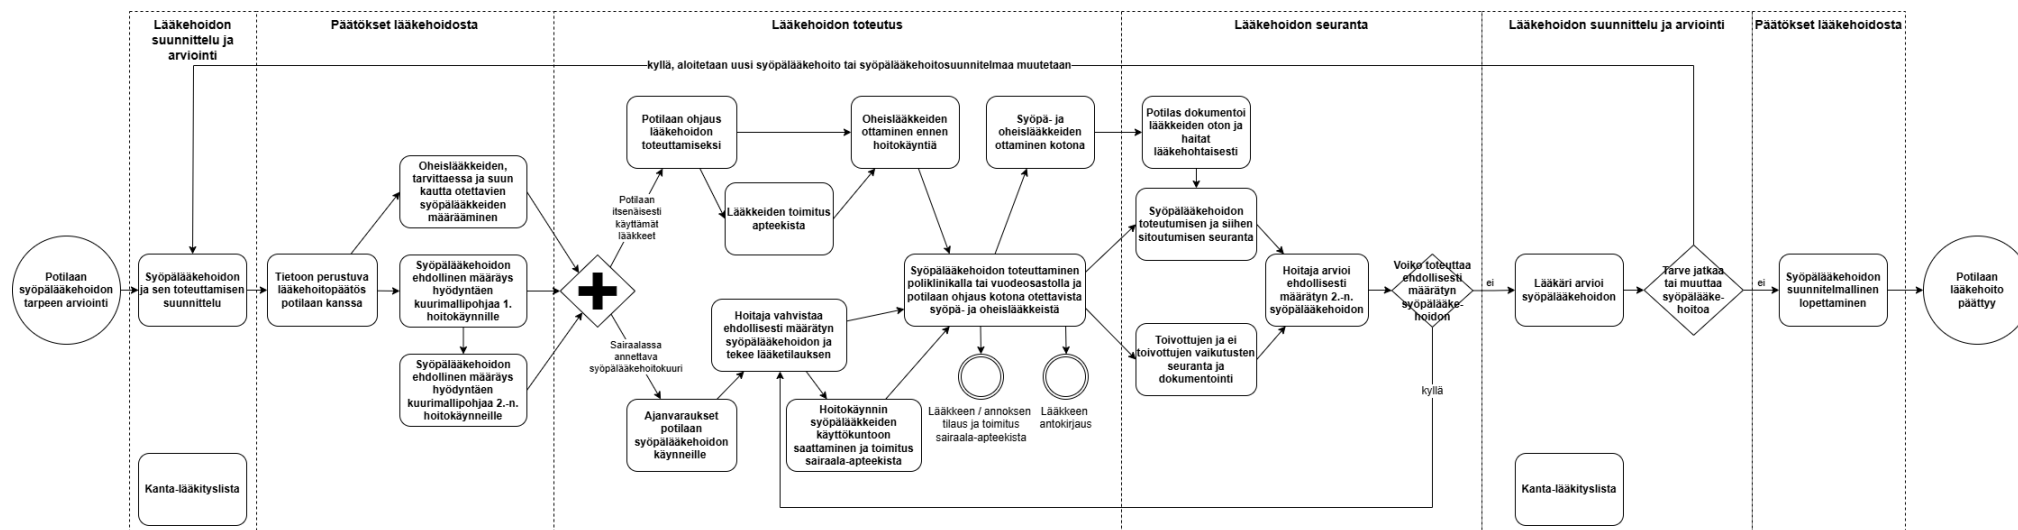 Lääkehoidon
suunnittelu ja
arviointi
Päätökset lääkehoidosta
Lääkehoidon toteutus
Lääkehoidon seuranta
Lääkehoidon suunnittelu ja arviointi
Päätökset lääkehoidosta
kyllä, aloitetaan uusi syöpälääkehoito tai syöpälääkehoitosuunnitelmaa muutetaan
Potilaan
syöpälääkehoidon
tarpeen arviointi
Syöpälääkehoidon
ja sen toteuttamisen
suunnittelu
Kanta-lääkityslista
Tietoon perustuva
lääkehoitopäätös
potilaan kanssa
Oheislääkkeiden,
tarvittaessa ja suun
kautta otettavien
syöpälääkkeiden
määrääminen
Syöpälääkehoidon
ehdollinen määräys
hyödyntäen
kuurimallipohjaa 1.
hoitokäynnille
Syöpälääkehoidon
ehdollinen määräys
hyödyntäen
kuurimallipohjaa 2.-n.
hoitokäynneille
Potilaan
itsenäisesti
käyttämät
lääkkeet
Sairaalassa
annettava
syöpälääkehoitokuuri
Potilaan ohjaus
lääkehoidon
toteuttamiseksi
Lääkkeiden toimitus
apteekista
Oheislääkkeiden
ottaminen ennen
hoitokäyntiä
Syöpä- ja
oheislääkkeiden
ottaminen kotona
Ajanvaraukset
potilaan
syöpälääkehoidon
käynneille
Hoitaja vahvistaa
ehdollisesti määrätyn
syöpälääkehoidon ja
tekee lääketilauksen
Hoitokäynnin
syöpälääkkeiden
käyttökuntoon
saattaminen ja toimitus
sairaala-apteekista
Syöpälääkehoidon toteuttaminen
poliklinikalla tai vuodeosastolla ja
potilaan ohjaus kotona otettavista
syöpä- ja oheislääkkeistä
Lääkkeen / annoksen
tilaus ja toimitus
sairaala-apteekista
Lääkkeen
antokirjaus
Potilas dokumentoi
lääkkeiden oton ja
haitat
lääkehohtaisesti
Syöpälääkehoidon
toteutumisen ja siihen
sitoutumisen seuranta
Toivottujen ja ei
toivottujen vaikutusten
seuranta ja
dokumentointi
Hoitaja arvioi
ehdollisesti
määrätyn 2.-n.
syöpälääkehoidon
Voiko toteuttaa
ehdollisesti
määrätyn
syöpälääke-
hoidon
ei
kyllä
Lääkäri arvioi
syöpälääkehoidon
Kanta-lääkityslista
Tarve jatkaa
tai muuttaa
syöpälääke-
hoitoa
ei
Syöpälääkehoidon
suunnitelmallinen
lopettaminen
Potilaan
lääkehoito
päättyy